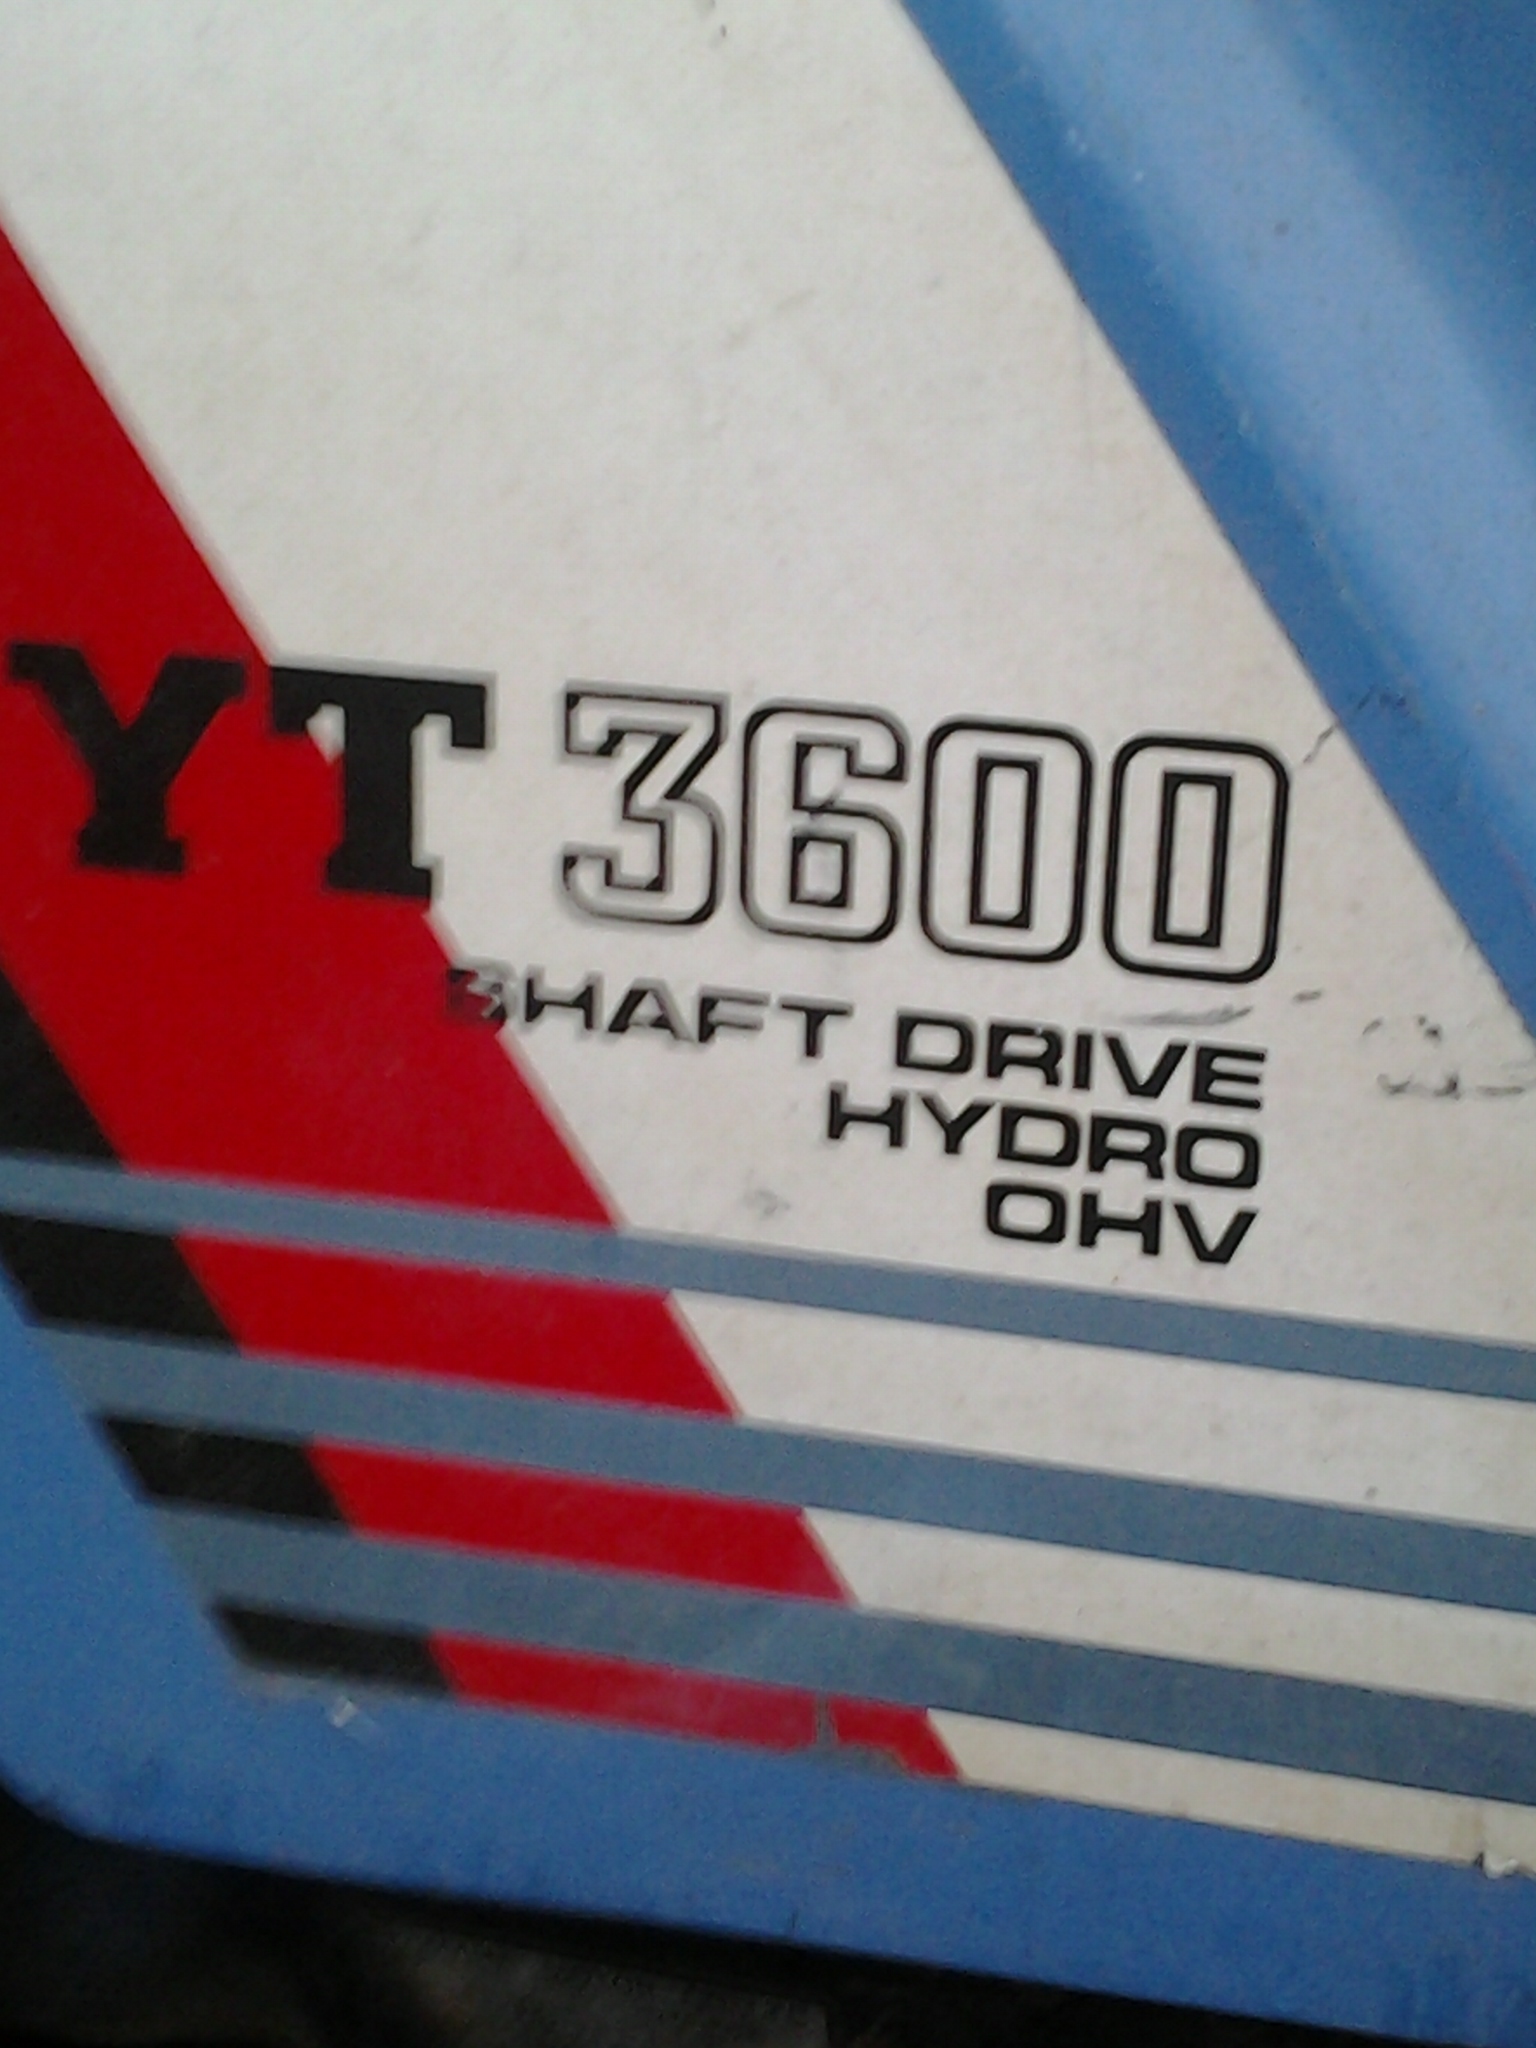 YT 3600
SHAFT DRIVE
HYDRO
OHV